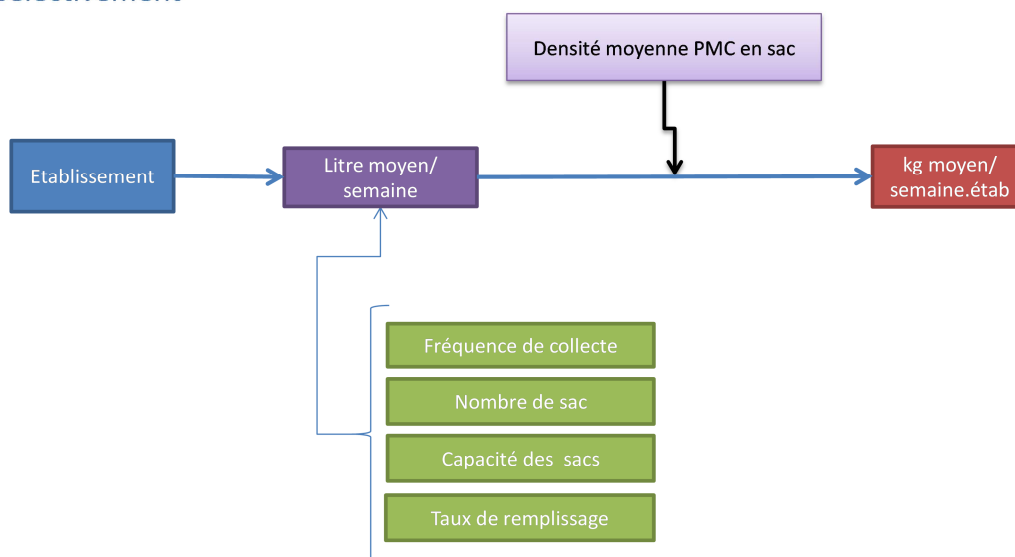 Densité moyenne PMC en sac
Etablissement
Litre moyen/
semaine
kg moyen/
semaine.étab
Fréquence de collecte
Nombre de sac
Capacité des  sacs
Taux de remplissage